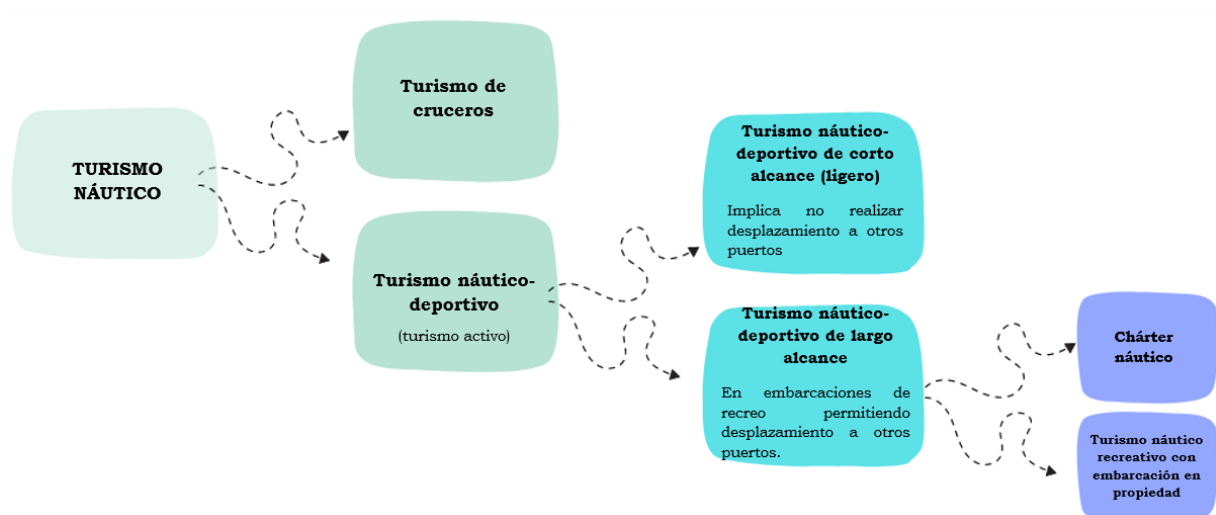 TURISMO
NÁUTICO
Turismo de
cruceros
Turismo náutico-
deportivo
(turismo activo)
Turismo náutico-
deportivo de corto
alcance (ligero)
Implica no realizar
desplazamiento a otros
puertos
Turismo náutico-
deportivo de largo
alcance
En embarcaciones de
recreo permitiendo
desplazamiento a otros
puertos.
Chárter
náutico
Turismo náutico
recreativo con
embarcación en
propiedad